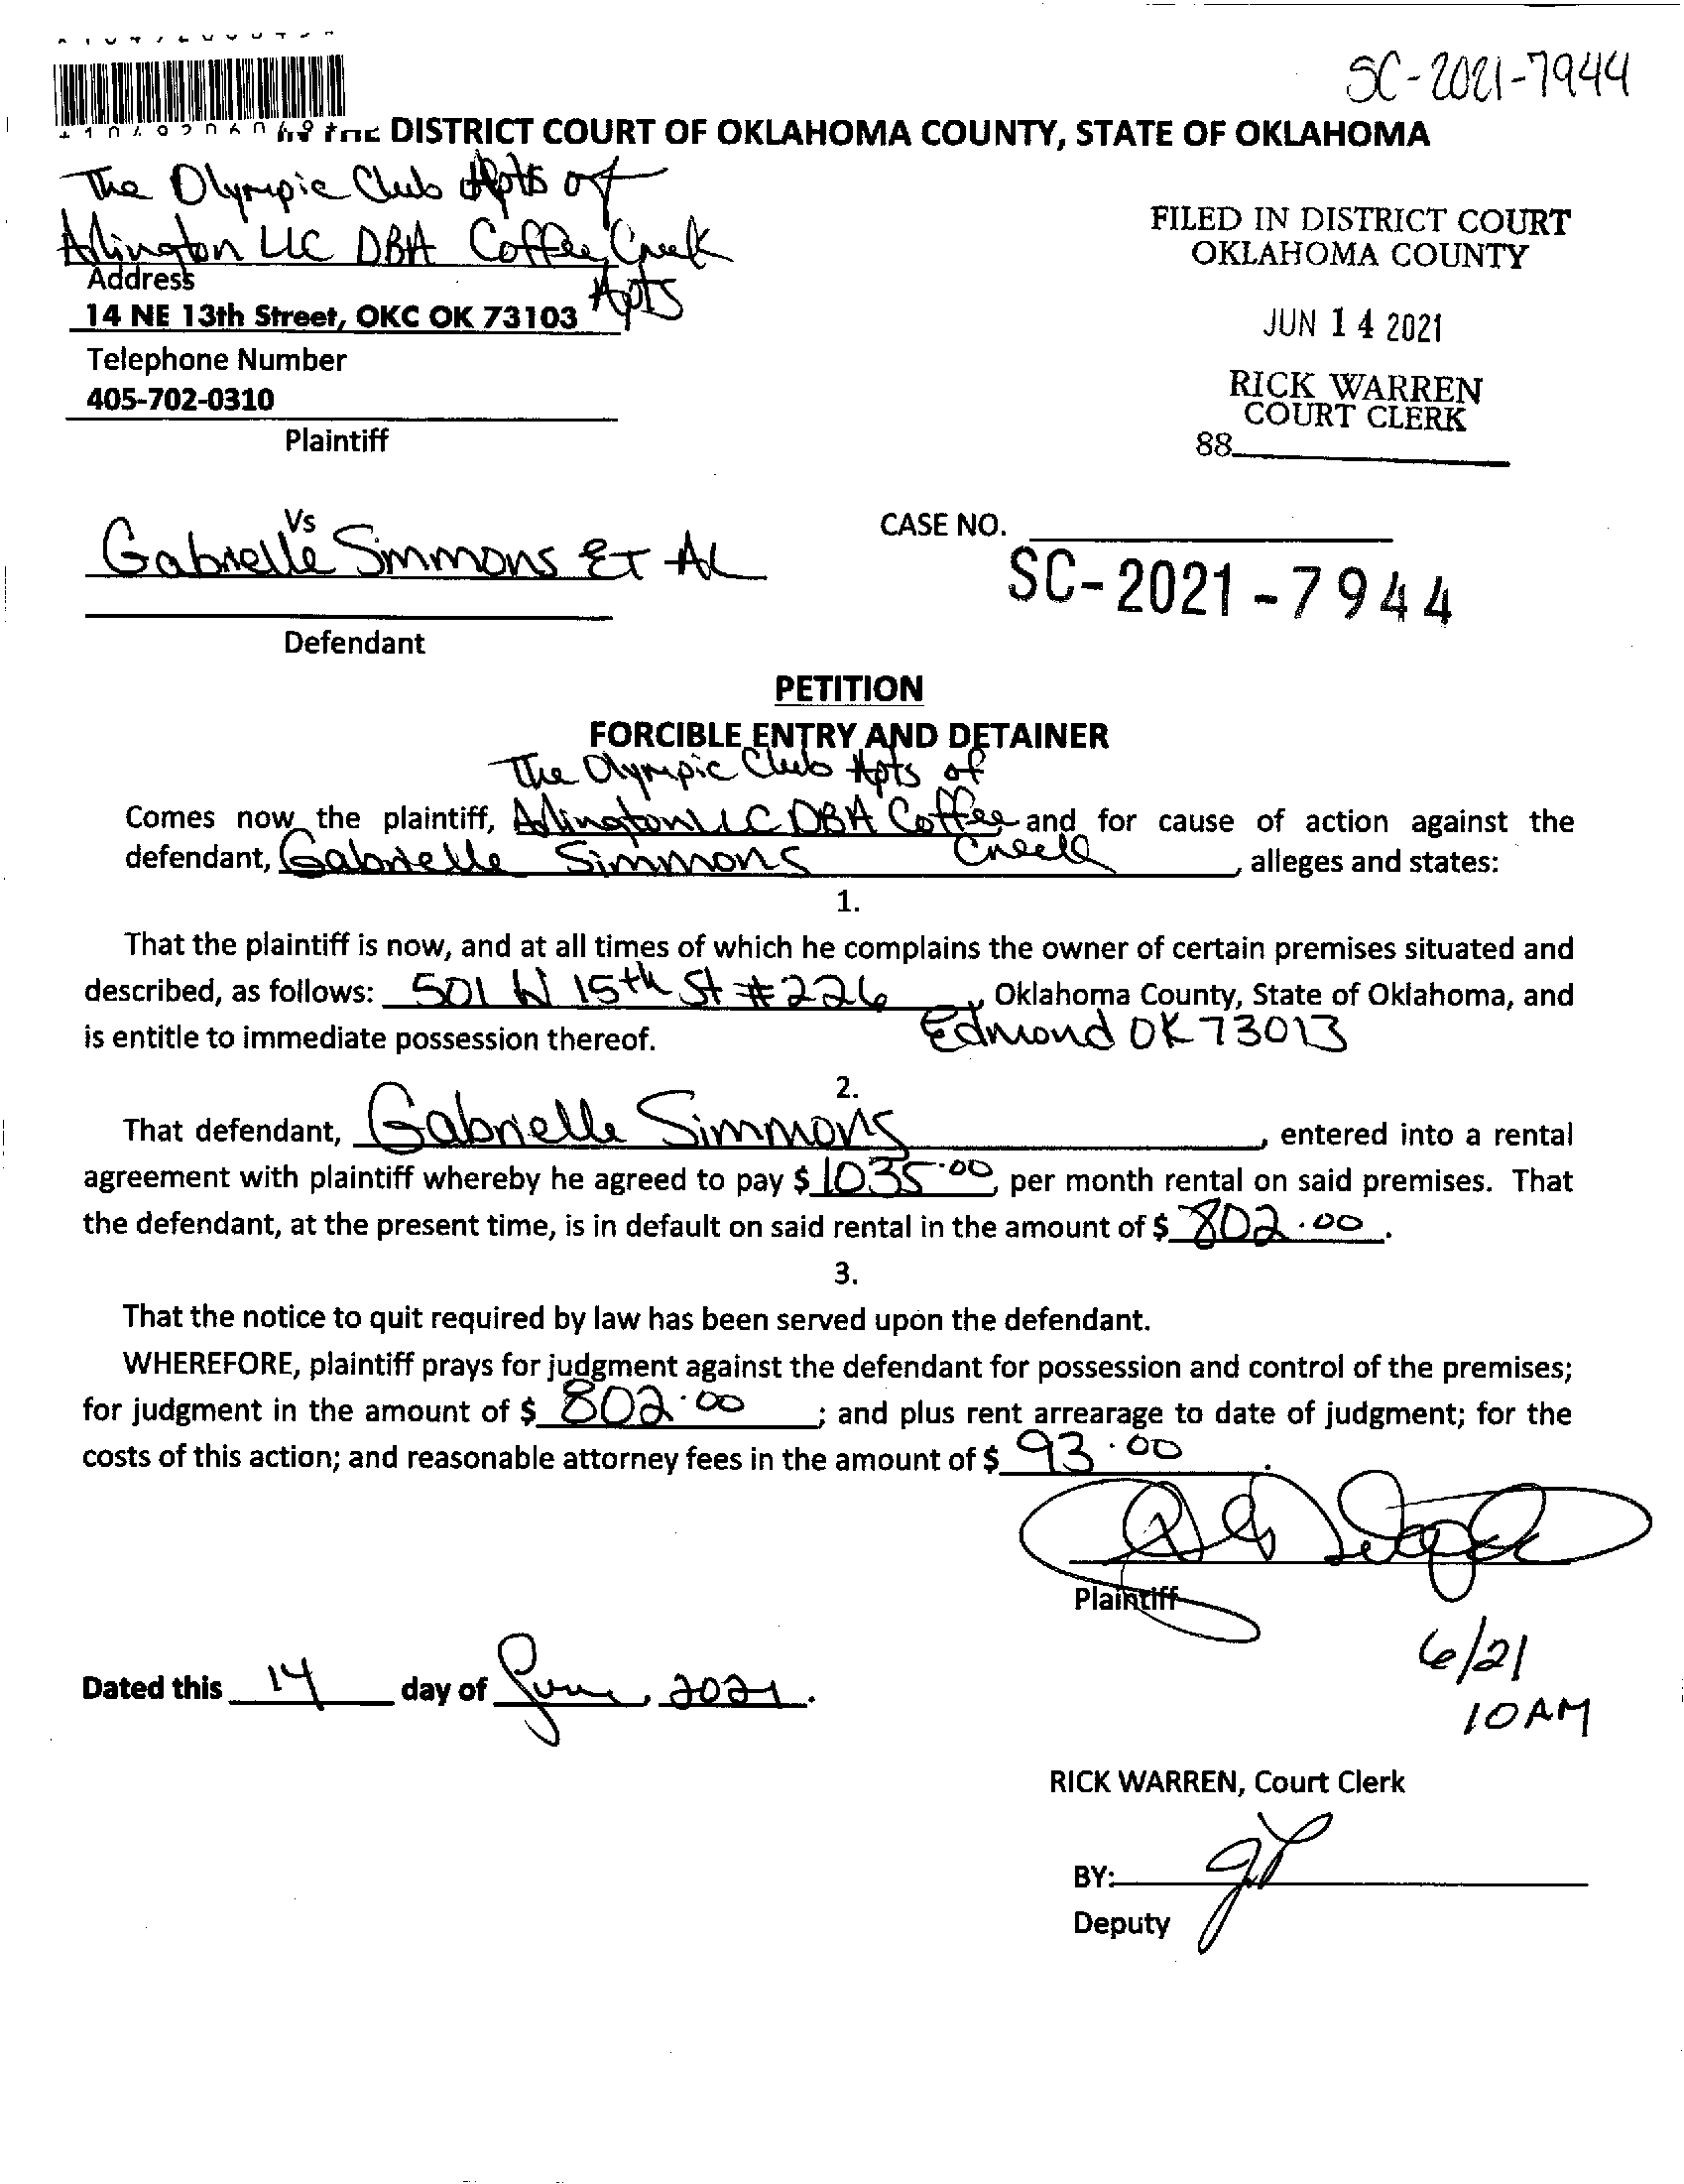 SC-2021-7944
DISTRICT COURT OF OKLAHOMA COUNTY, STATE OF OKLAHOMA
The Olympic Club Apts of
Arlington LLC DBA Coffee Creek
Apts
Address
14 NE 13th Street, OKC OK 73103
Telephone Number
405-702-0310
Plaintiff
FILED IN DISTRICT COURT
OKLAHOMA COUNTY
JUN 14 2021
RICK WARREN
COURT CLERK
88
Vs
Gabrielle Simmons ET AL
Defendant
CASE NO.
SC-2021-7944
PETITION
FORCIBLE ENTRY AND DETAINER
The Olympic Club Apts of
Comes now the plaintiff, Arlington LLC DBA Coffee and for cause of action against the
Creek
defendant, Gabrielle Simmons, alleges and states:
1.
That the plaintiff is now, and at all times of which he complains the owner of certain premises situated and
described, as follows: 501 W 15th St #226, Oklahoma County, State of Oklahoma, and
Edmond OK 73013
is entitle to immediate possession thereof.
2.
That defendant, Gabrielle Simmons, entered into a rental
agreement with plaintiff whereby he agreed to pay $ 1035.00, per month rental on said premises. That
the defendant, at the present time, is in default on said rental in the amount of $ 802.00.
3.
That the notice to quit required by law has been served upon the defendant.
WHEREFORE, plaintiff prays for judgment against the defendant for possession and control of the premises;
for judgment in the amount of $ 802.00; and plus rent arrearage to date of judgment; for the
costs of this action; and reasonable attorney fees in the amount of $ 93.00.
Plaintiff
6/21
10 AM
Dated this 14 day of June, 2021.
RICK WARREN, Court Clerk
BY:
Deputy